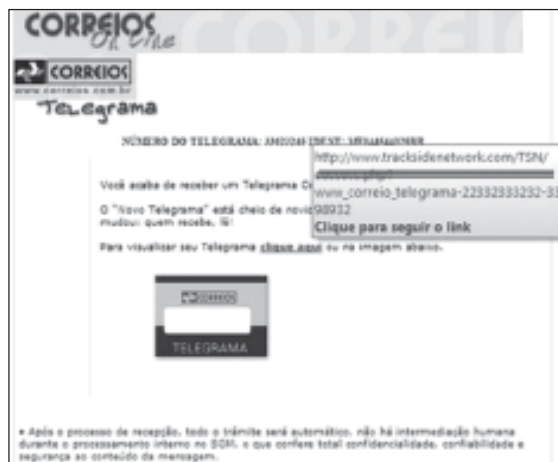 CORREIOS
On Line
CORREIOS
www.correios.com.br
Telegrama
NÚMERO DO TELEGRAMA:
http://www.tracksidenetwork.com/TSN/
www_correio_telegrama-22332333232-33
98932
Clique para seguir o link
Você acaba de receber um Telegrama
O "Novo Telegrama" está cheio de
mudou: quem recebe, lê!
Para visualizar seu Telegrama clique aqui ou na imagem abaixo.
CORREIOS
TELEGRAMA
• Após o processo de recepção, todo o trâmite será automático, não há intermediação humana
durante o processamento interno no SGM, o que confere total confidencialidade, confiabilidade e
segurança ao conteúdo da mensagem.